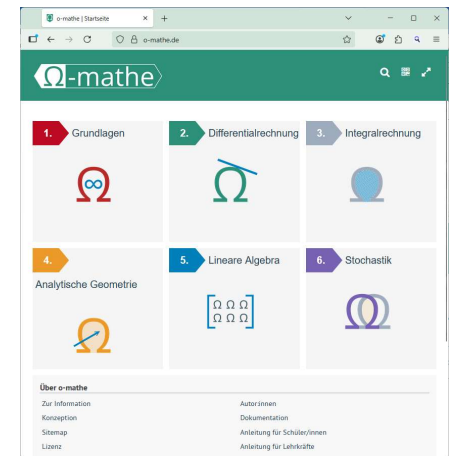 o-mathe | Startseite
o-mathe.de
Ω-mathe
1. Grundlagen
2. Differentialrechnung
3. Integralrechnung
∞
4.
Analytische Geometrie
5. Lineare Algebra
6. Stochastik
Ω Ω Ω
Ω Ω Ω
Über o-mathe
Zur Information
Autor:innen
Konzeption
Dokumentation
Sitemap
Anleitung für Schüler/innen
Lizenz
Anleitung für Lehrkräfte